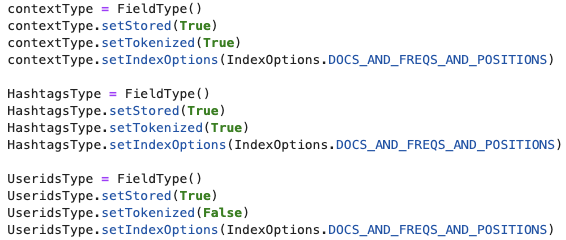 contextType = FieldType()
contextType.setStored(True)
contextType.setTokenized(True)
contextType.setIndexOptions(IndexOptions.DOCS_AND_FREQS_AND_POSITIONS)

HashtagsType = FieldType()
HashtagsType.setStored(True)
HashtagsType.setTokenized(True)
HashtagsType.setIndexOptions(IndexOptions.DOCS_AND_FREQS_AND_POSITIONS)

UseridsType = FieldType()
UseridsType.setStored(True)
UseridsType.setTokenized(False)
UseridsType.setIndexOptions(IndexOptions.DOCS_AND_FREQS_AND_POSITIONS)